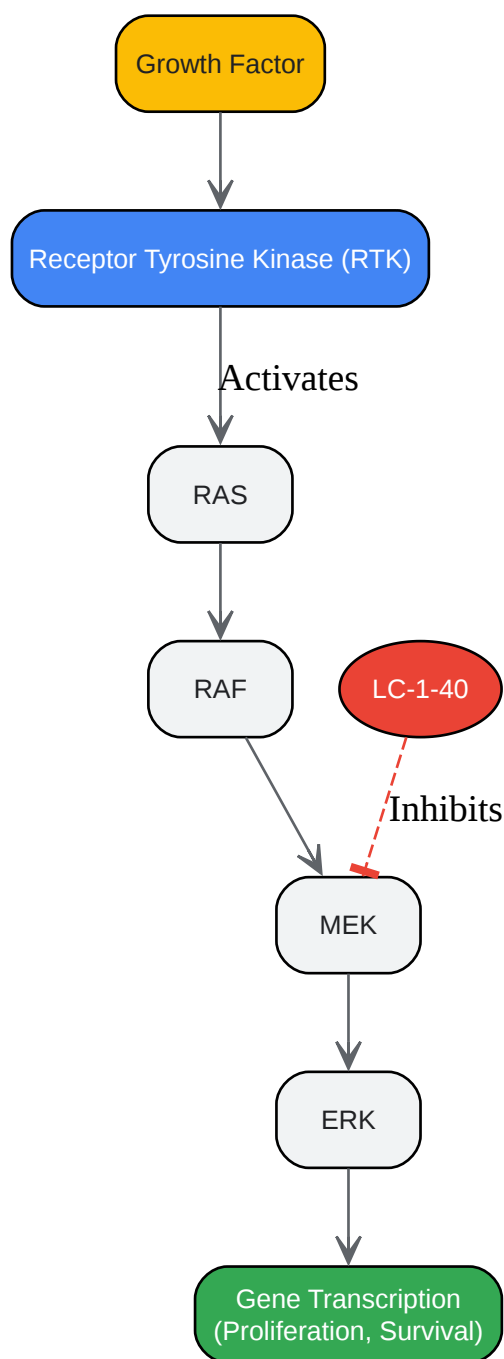 Growth Factor
Receptor Tyrosine Kinase (RTK)
Activates
RAS
RAF
LC-1-40
Inhibits
MEK
ERK
Gene Transcription
(Proliferation, Survival)